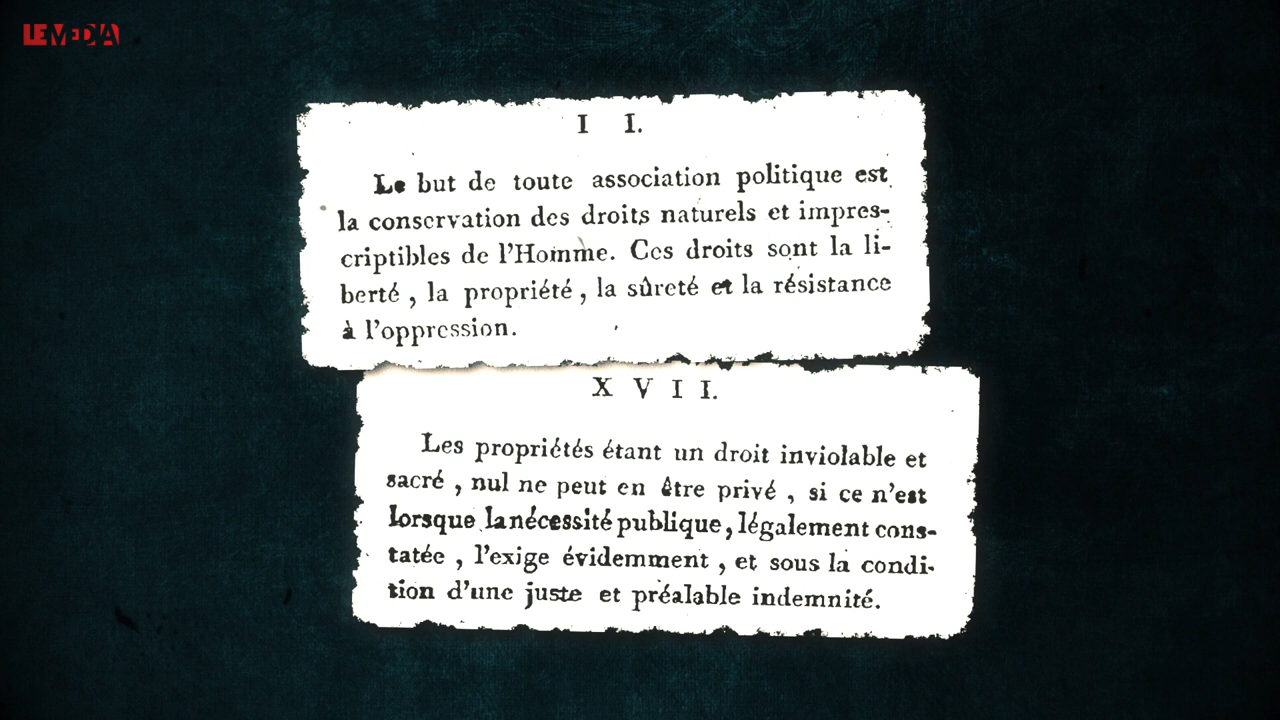 LEMEDIA
I I.
Le but de toute association politique est
la conservation des droits naturels et impres-
criptibles de l'Homme. Ces droits sont la li-
berté, la propriété, la sûreté et la résistance
à l'oppression.
X V I I.
Les propriétés étant un droit inviolable et
sacré, nul ne peut en être privé, si ce n'est
lorsque la nécessité publique, légalement cons-
tatée, l'exige évidemment, et sous la condi-
tion d'une juste et préalable indemnité.